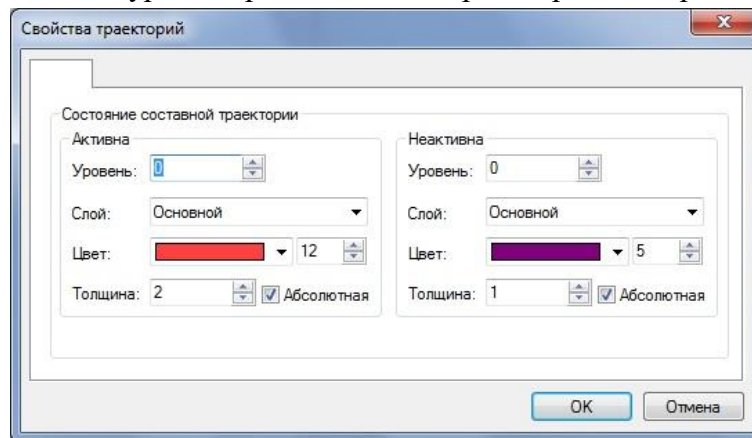 Свойства траекторий
Состояние составной траектории
Активна
Уровень: 0
Слой: Основной
Цвет: 12
Толщина: 2 Абсолютная
Неактивна
Уровень: 0
Слой: Основной
Цвет: 5
Толщина: 1 Абсолютная
OK Отмена